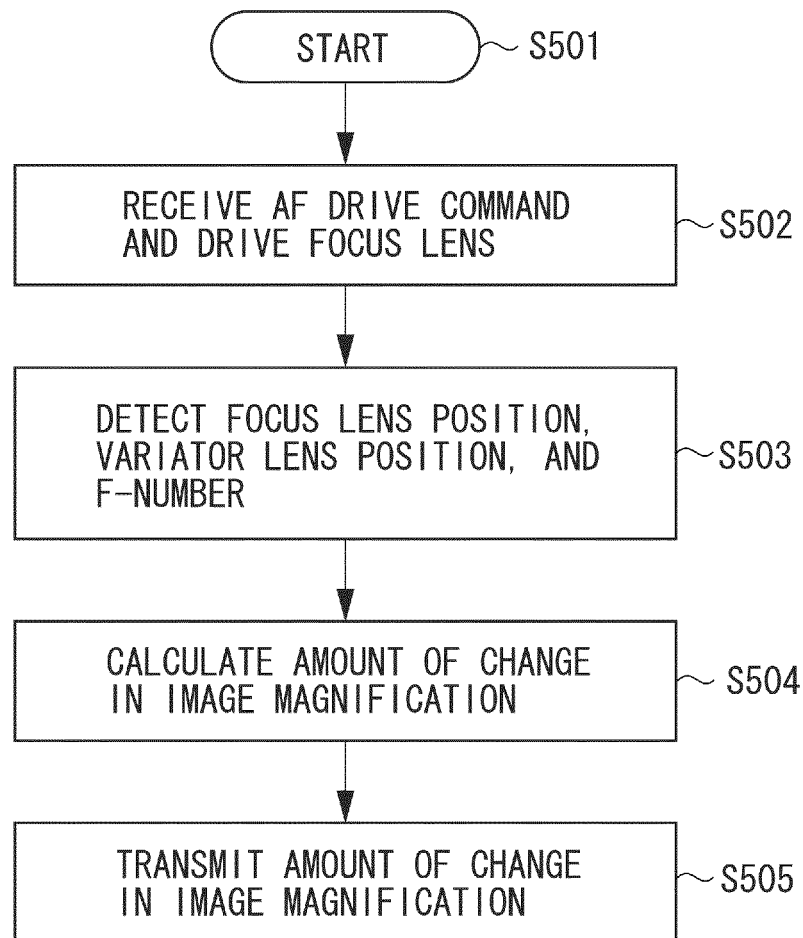 START
S501
RECEIVE AF DRIVE COMMAND
AND DRIVE FOCUS LENS
S502
DETECT FOCUS LENS POSITION,
VARIATOR LENS POSITION, AND
F-NUMBER
S503
CALCULATE AMOUNT OF CHANGE
IN IMAGE MAGNIFICATION
S504
TRANSMIT AMOUNT OF CHANGE
IN IMAGE MAGNIFICATION
S505